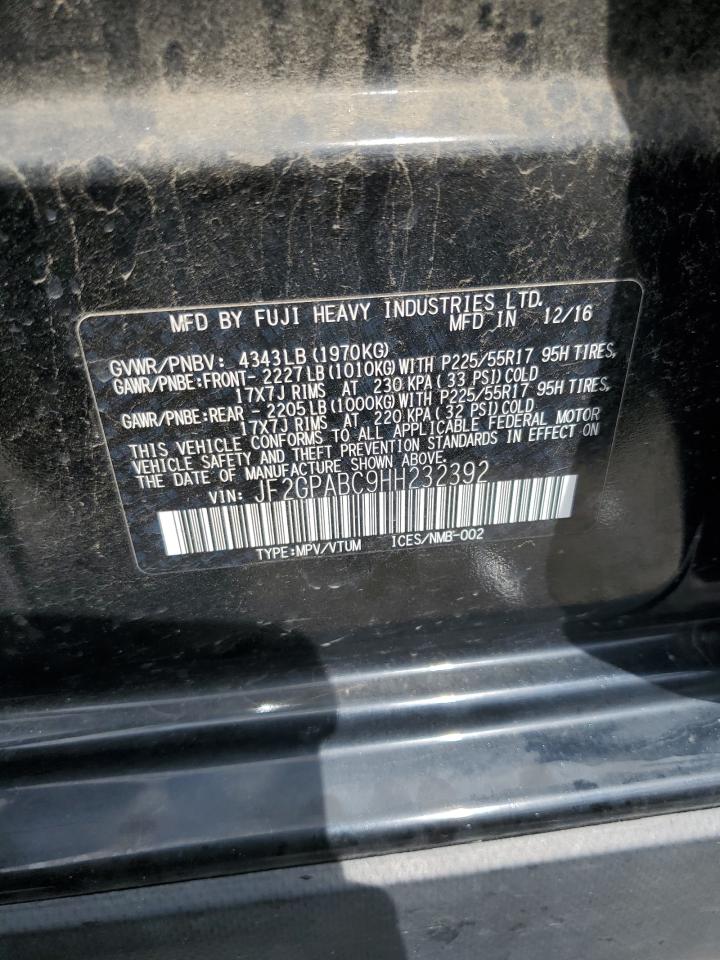 MFD BY FUJI HEAVY INDUSTRIES LTD.
MFD IN 12/16
GVWR/PNBV: 4343LB(1970KG)
GAWR/PNBE:FRONT- 2227LB(1010KG)WITH P225/55R17 95H TIRES,
17X7J RIMS AT 230 KPA(33 PSI)COLD
GAWR/PNBE:REAR - 2205LB(1000KG)WITH P225/55R17 95H TIRES,
17X7J RIMS AT 220 KPA(32 PSI)COLD
THIS VEHICLE CONFORMS TO ALL APPLICABLE FEDERAL MOTOR
VEHICLE SAFETY AND THEFT PREVENTION STANDARDS IN EFFECT ON
THE DATE OF MANUFACTURE SHOWN ABOVE.
VIN: JF2GPABC9HH232392
TYPE:MPV/VTUM ICES/NMB-002